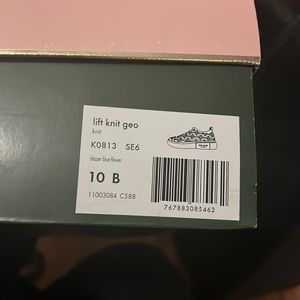 lift knit geo
knit
K0813 SE6
blazer blue flower
10 B
11003084 C588
767883085462